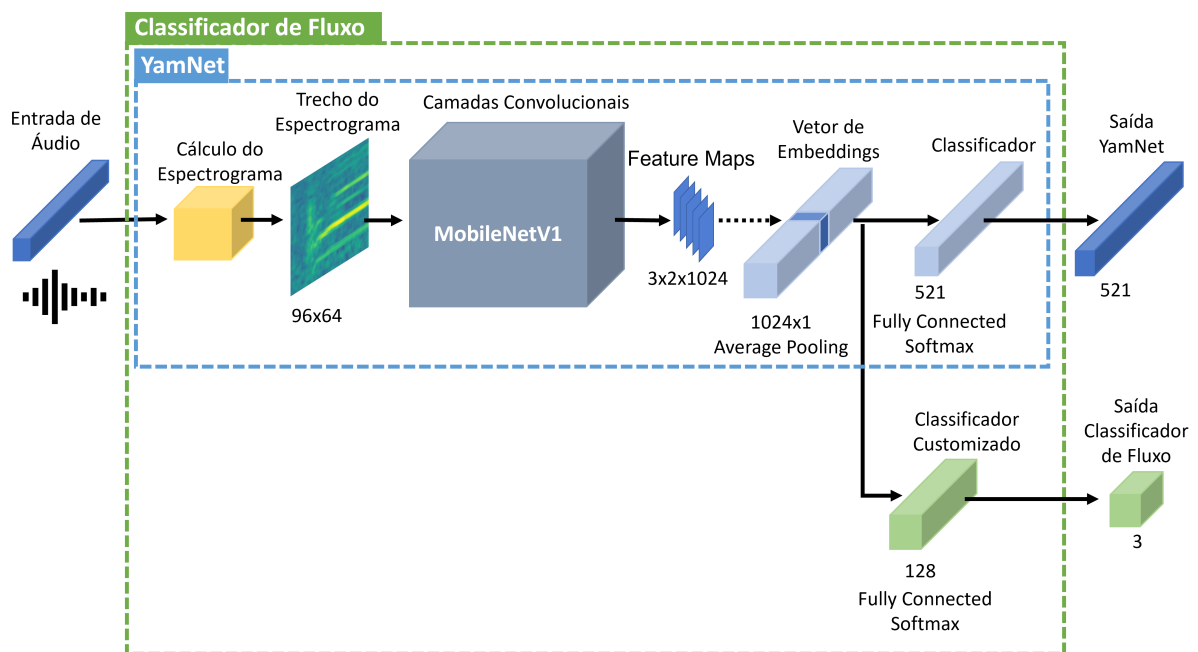 Classificador de Fluxo
YamNet
Entrada de
Áudio
Cálculo do
Espectrograma
Trecho do
Espectrograma
96x64
Camadas Convolucionais
MobileNetV1
Feature Maps
3x2x1024
Vetor de
Embeddings
1024x1
Average Pooling
Classificador
521
Fully Connected
Softmax
Saída
YamNet
521
Classificador
Customizado
128
Fully Connected
Softmax
Saída
Classificador
de Fluxo
3